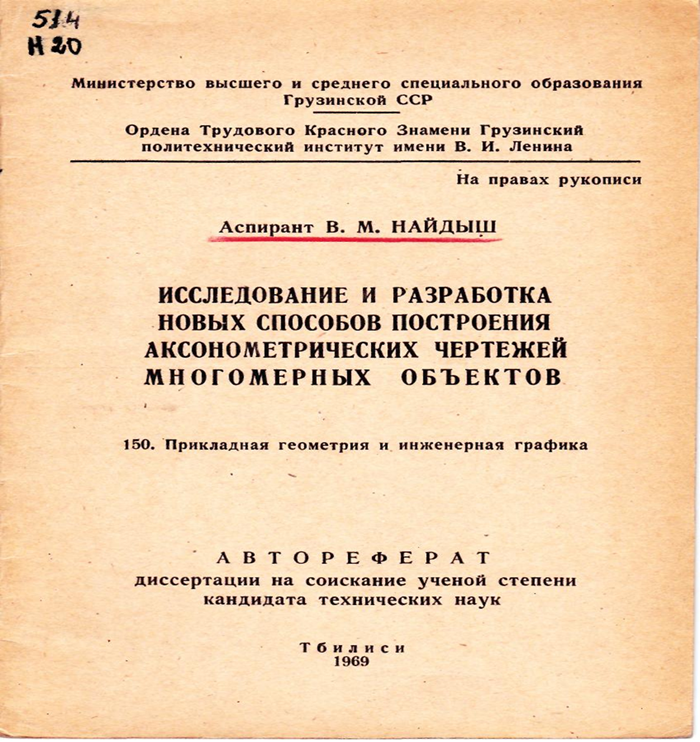 514
Н 20
Министерство высшего и среднего специального образования
Грузинской ССР
Ордена Трудового Красного Знамени Грузинский
политехнический институт имени В. И. Ленина
На правах рукописи
Аспирант В. М. НАЙДЫШ
ИССЛЕДОВАНИЕ И РАЗРАБОТКА
НОВЫХ СПОСОБОВ ПОСТРОЕНИЯ
АКСОНОМЕТРИЧЕСКИХ ЧЕРТЕЖЕЙ
МНОГОМЕРНЫХ ОБЪЕКТОВ
150. Прикладная геометрия и инженерная графика
АВТОРЕФЕРАТ
диссертации на соискание ученой степени
кандидата технических наук
Тбилиси
1969